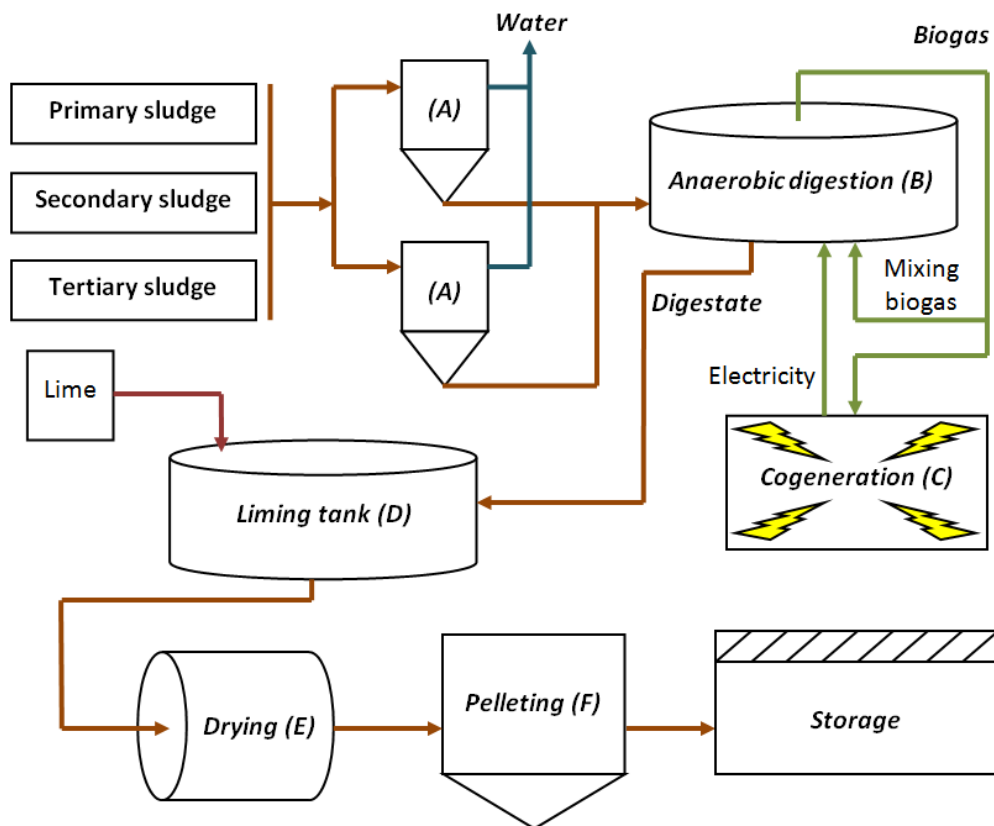 Water
Biogas
Primary sludge
(A)
Secondary sludge
Anaerobic digestion (B)
Tertiary sludge
(A)
Digestate
Mixing
biogas
Lime
Electricity
Liming tank (D)
Cogeneration (C)
Drying (E)
Pelleting (F)
Storage